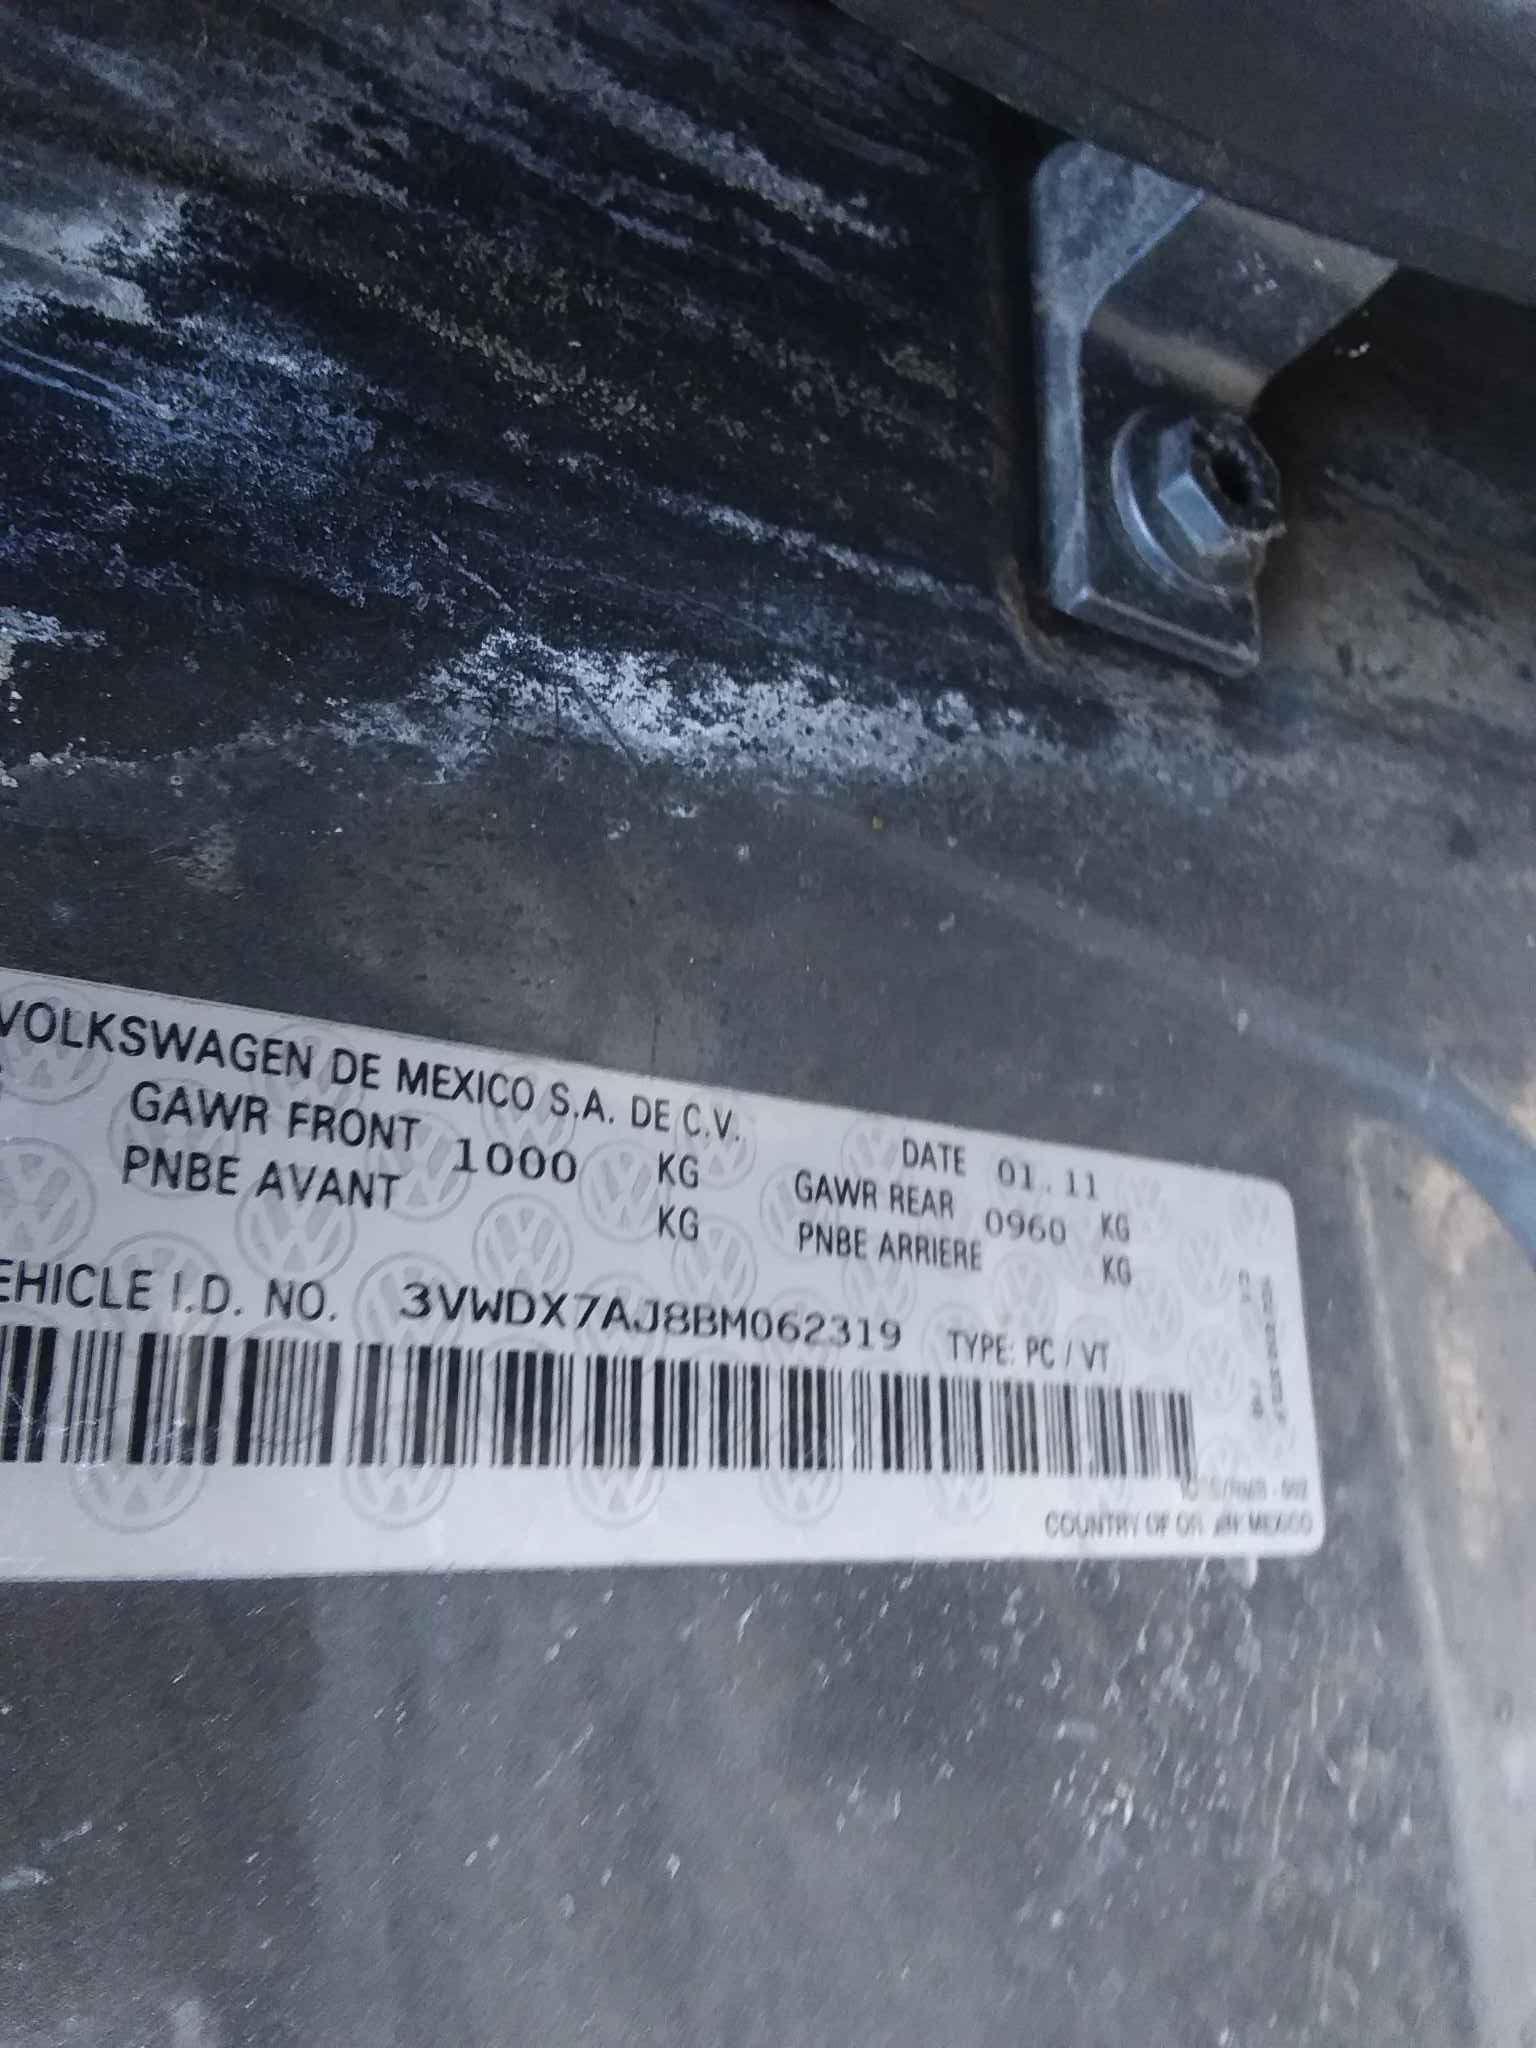 VOLKSWAGEN DE MEXICO S.A. DE C.V.
DATE 01.11
GAWR FRONT 1000 KG
GAWR REAR 0960 KG
PNBE AVANT KG
PNBE ARRIERE KG
EHICLE I.D. NO. 3VWDX7AJ8BM062319 TYPE: PC / VT
COUNTRY OF MEXICO